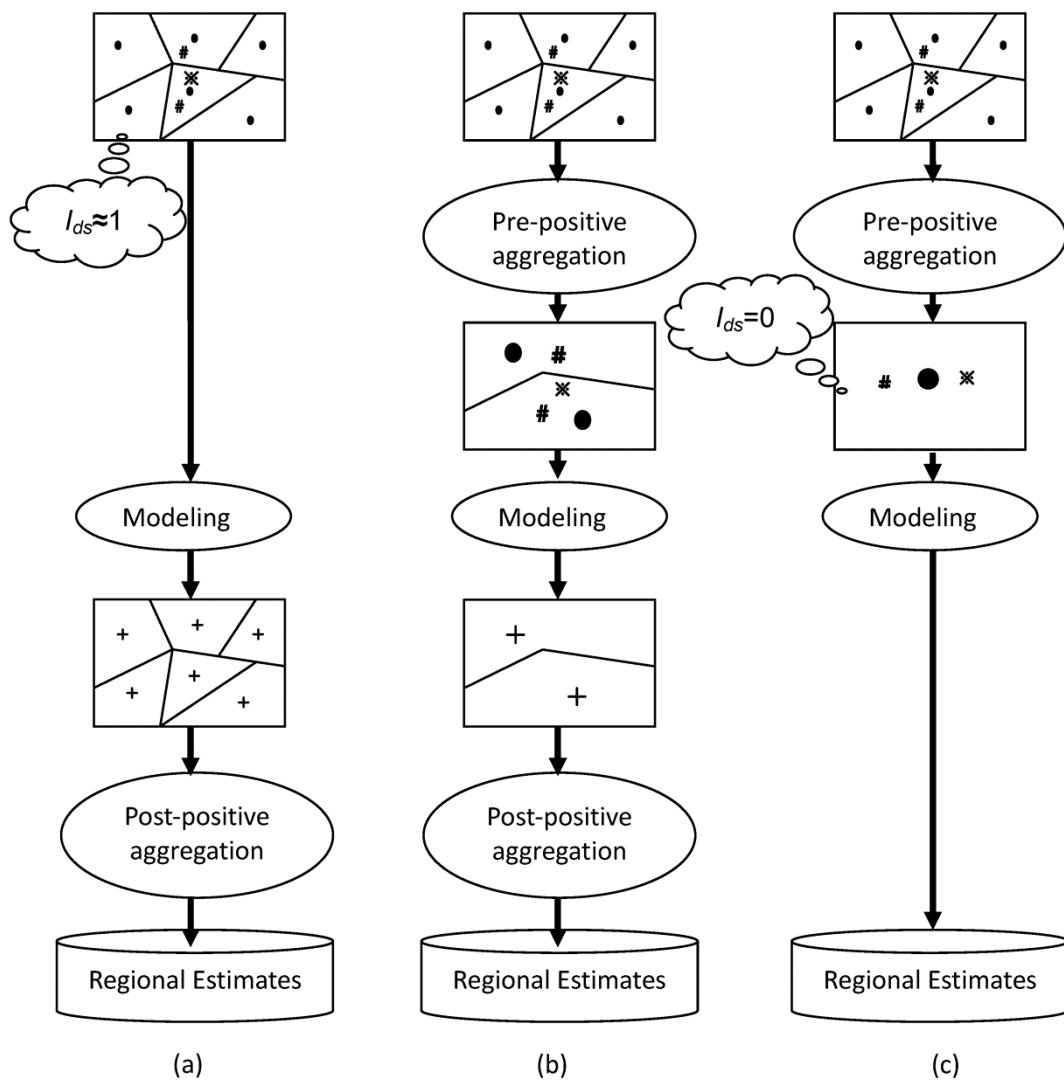 #
※
#
#
※
#
#
※
#
I_ds≈1
Pre-positive
aggregation
Pre-positive
aggregation
I_ds=0
#
※
#
# ※
Modeling
Modeling
Modeling
+ + +
+ + +
+
+
Post-positive
aggregation
Post-positive
aggregation
Regional Estimates
Regional Estimates
Regional Estimates
(a)
(b)
(c)